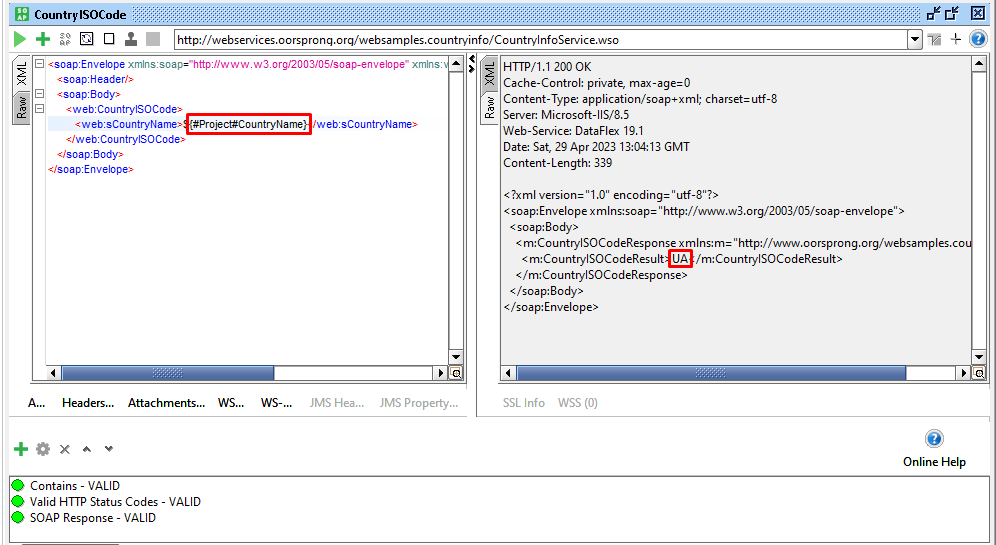 SO AP CountryISOCode
SO AP http://webservices.oorsprong.org/websamples.countryinfo/CountryInfoService.wso ?
XML
Raw
<soap:Envelope xmlns:soap="http://www.w3.org/2003/05/soap-envelope" xmlns:w
<soap:Header/>
<soap:Body>
<web:CountryISOCode>
<web:sCountryName>${#Project#CountryName}</web:sCountryName>
</web:CountryISOCode>
</soap:Body>
</soap:Envelope>
XML
Raw
HTTP/1.1 200 OK
Cache-Control: private, max-age=0
Content-Type: application/soap+xml; charset=utf-8
Server: Microsoft-IIS/8.5
Web-Service: DataFlex 19.1
Date: Sat, 29 Apr 2023 13:04:13 GMT
Content-Length: 339
<?xml version="1.0" encoding="utf-8"?>
<soap:Envelope xmlns:soap="http://www.w3.org/2003/05/soap-envelope">
<soap:Body>
<m:CountryISOCodeResponse xmlns:m="http://www.oorsprong.org/websamples.cou
<m:CountryISOCodeResult>UA</m:CountryISOCodeResult>
</m:CountryISOCodeResponse>
</soap:Body>
</soap:Envelope>
A... Headers... Attachments... WS... WS-... JMS Hea... JMS Property...
SSL Info WSS (0)
?
Online Help
Contains - VALID
Valid HTTP Status Codes - VALID
SOAP Response - VALID